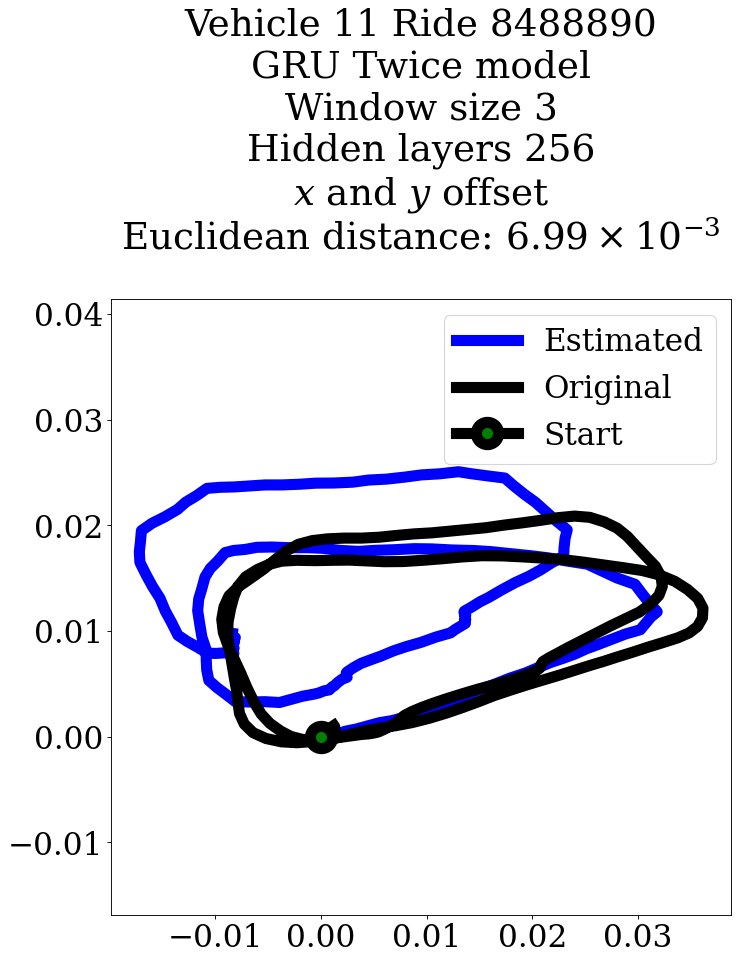 Vehicle 11 Ride 8488890
GRU Twice model
Window size 3
Hidden layers 256
x and y offset
Euclidean distance: 6.99 × 10⁻³
Estimated
Original
Start
0.04
0.03
0.02
0.01
0.00
−0.01
−0.01 0.00 0.01 0.02 0.03